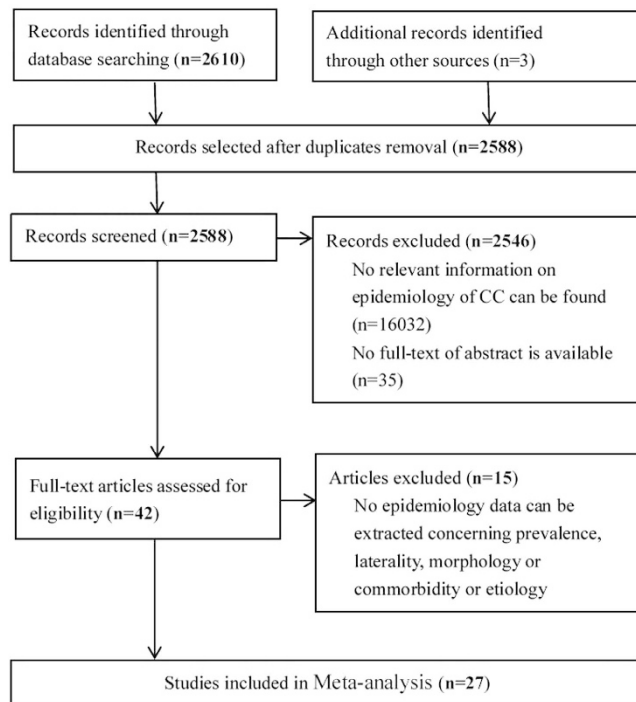 Records identified through
database searching (n=2610)
Additional records identified
through other sources (n=3)
Records selected after duplicates removal (n=2588)
Records screened (n=2588)
Records excluded (n=2546)
No relevant information on
epidemiology of CC can be found
(n=16032)
No full-text of abstract is available
(n=35)
Full-text articles assessed for
eligibility (n=42)
Articles excluded (n=15)
No epidemiology data can be
extracted concerning prevalence,
laterality, morphology or
commorbidity or etiology
Studies included in Meta-analysis (n=27)